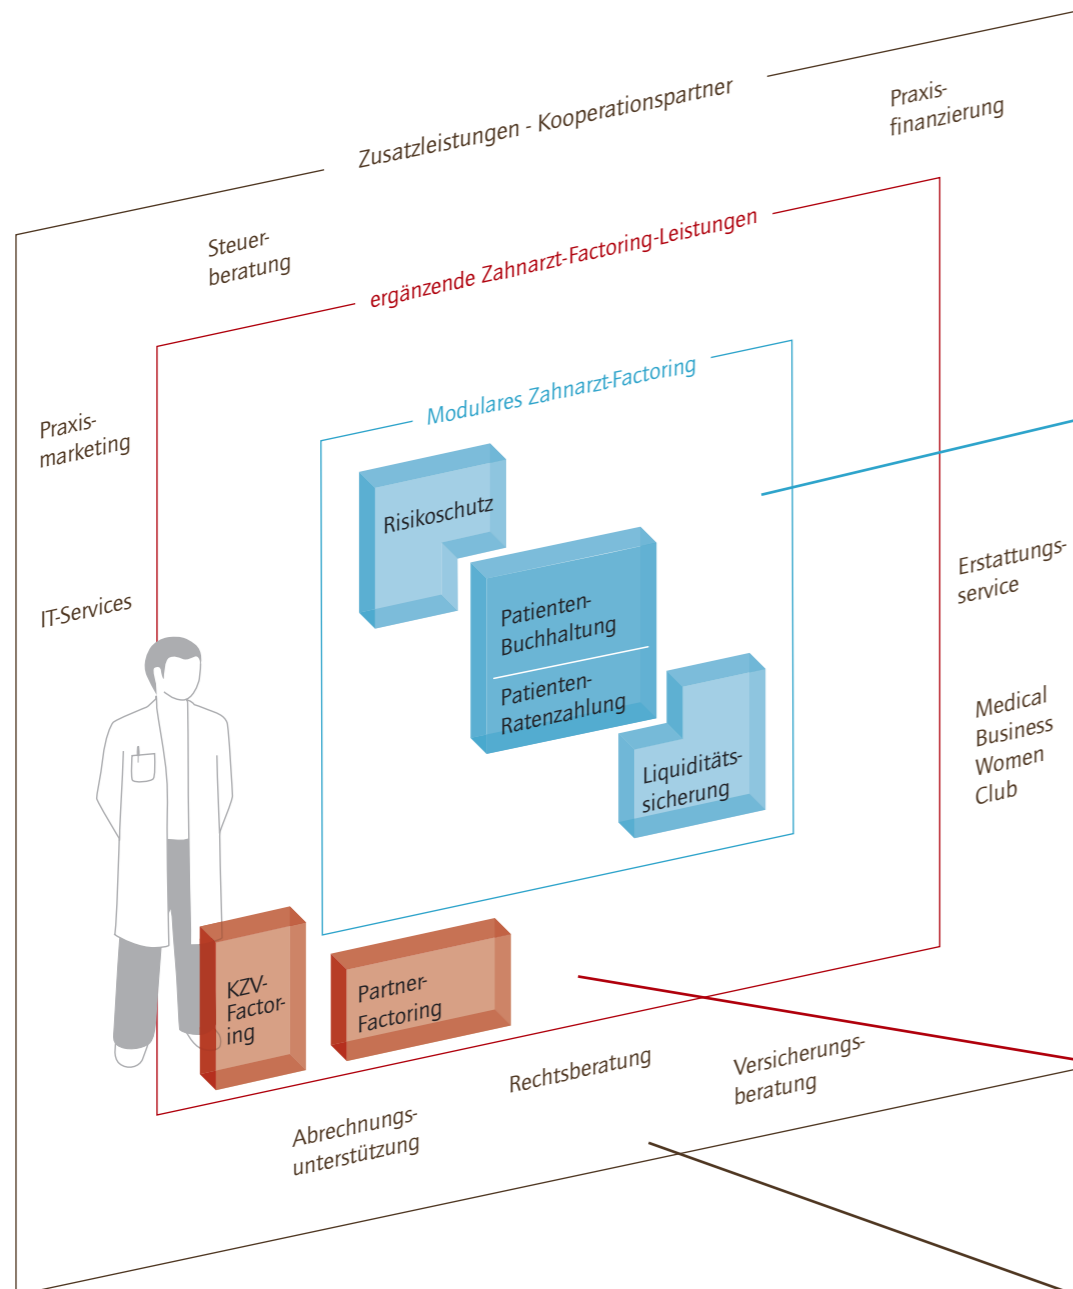 Zusatzleistungen - Kooperationspartner
Praxis-
finanzierung
Steuer-
beratung
ergänzende Zahnarzt-Factoring-Leistungen
Modulares Zahnarzt-Factoring
Praxis-
marketing
Risikoschutz
IT-Services
Patienten-
Buchhaltung
Patienten-
Ratenzahlung
Liquiditäts-
sicherung
Erstattungs-
service
Medical
Business
Women
Club
KZV-
Factor-
ing
Partner-
Factoring
Rechtsberatung
Versicherungs-
beratung
Abrechnungs-
unterstützung